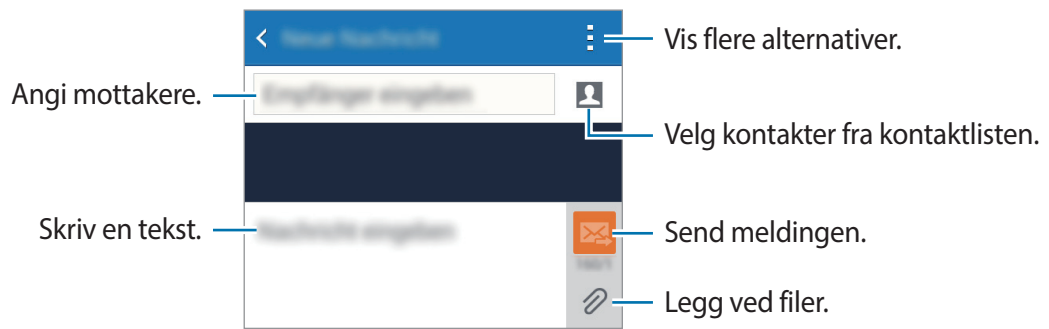 Vis flere alternativer.
Angi mottakere.
Velg kontakter fra kontaktlisten.
Skriv en tekst.
Send meldingen.
Legg ved filer.